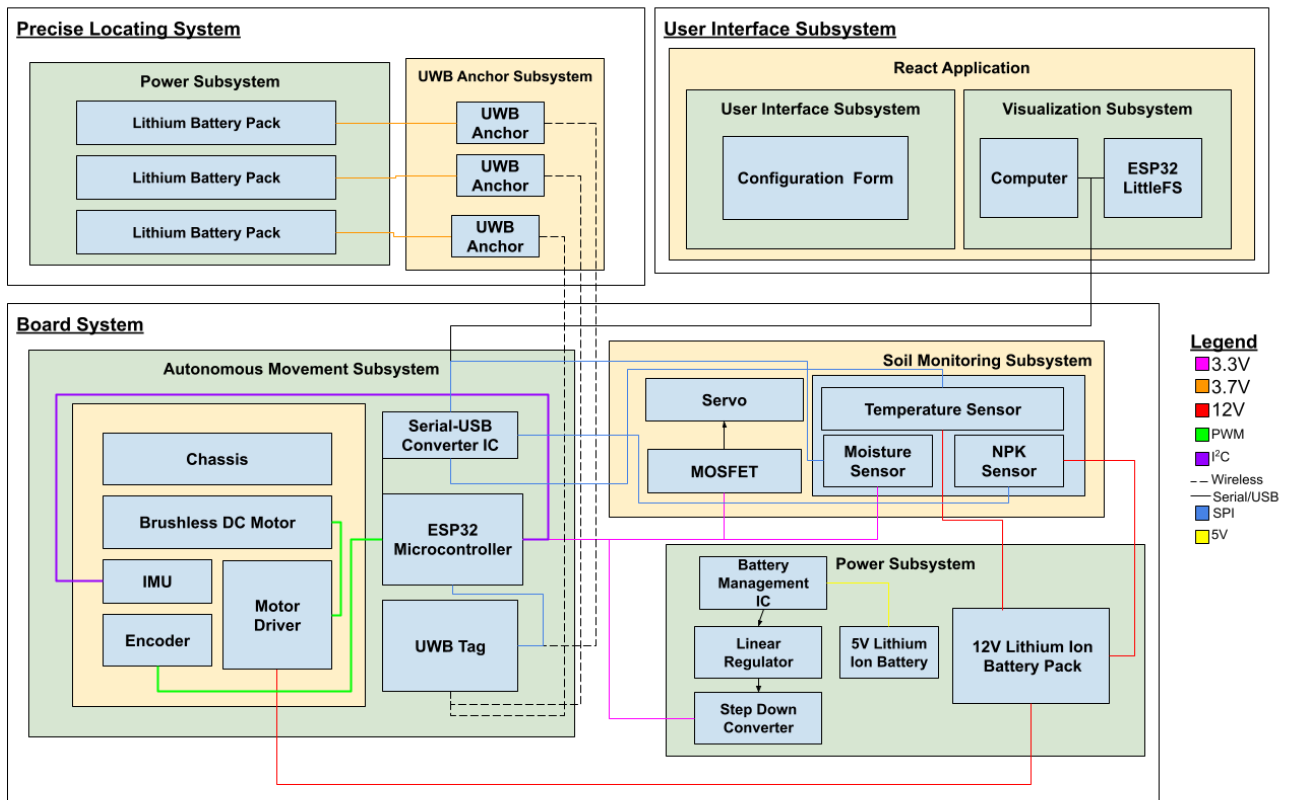 Precise Locating System
Power Subsystem
Lithium Battery Pack
Lithium Battery Pack
Lithium Battery Pack
UWB Anchor Subsystem
UWB
Anchor
UWB
Anchor
UWB
Anchor
User Interface Subsystem
React Application
User Interface Subsystem
Configuration Form
Visualization Subsystem
Computer
ESP32
LittleFS
Board System
Autonomous Movement Subsystem
Chassis
Brushless DC Motor
IMU
Encoder
Motor
Driver
Serial-USB
Converter IC
ESP32
Microcontroller
UWB Tag
Soil Monitoring Subsystem
Servo
MOSFET
Temperature Sensor
Moisture
Sensor
NPK
Sensor
Power Subsystem
Battery
Management
IC
Linear
Regulator
Step Down
Converter
5V Lithium
Ion Battery
12V Lithium Ion
Battery Pack
Legend
3.3V
3.7V
12V
PWM
I²C
Wireless
Serial/USB
SPI
5V